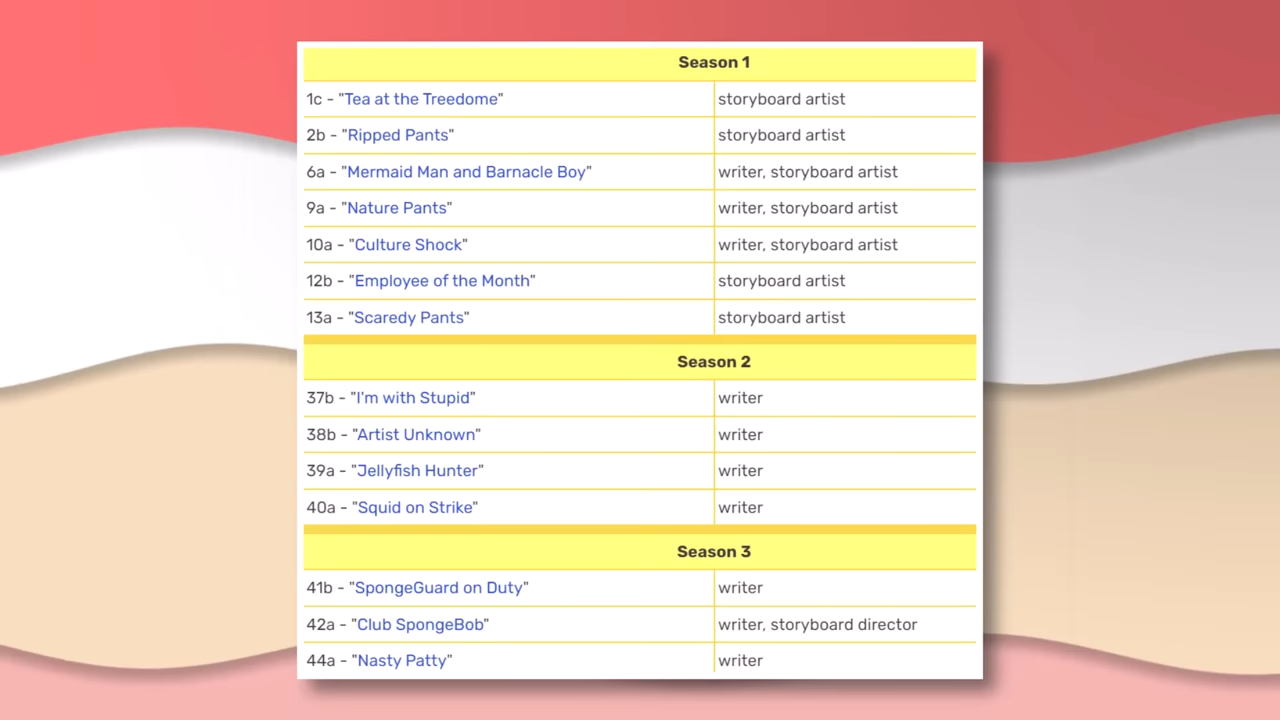 Season 1
1c - "Tea at the Treedome" storyboard artist
2b - "Ripped Pants" storyboard artist
6a - "Mermaid Man and Barnacle Boy" writer, storyboard artist
9a - "Nature Pants" writer, storyboard artist
10a - "Culture Shock" writer, storyboard artist
12b - "Employee of the Month" storyboard artist
13a - "Scaredy Pants" storyboard artist
Season 2
37b - "I'm with Stupid" writer
38b - "Artist Unknown" writer
39a - "Jellyfish Hunter" writer
40a - "Squid on Strike" writer
Season 3
41b - "SpongeGuard on Duty" writer
42a - "Club SpongeBob" writer, storyboard director
44a - "Nasty Patty" writer